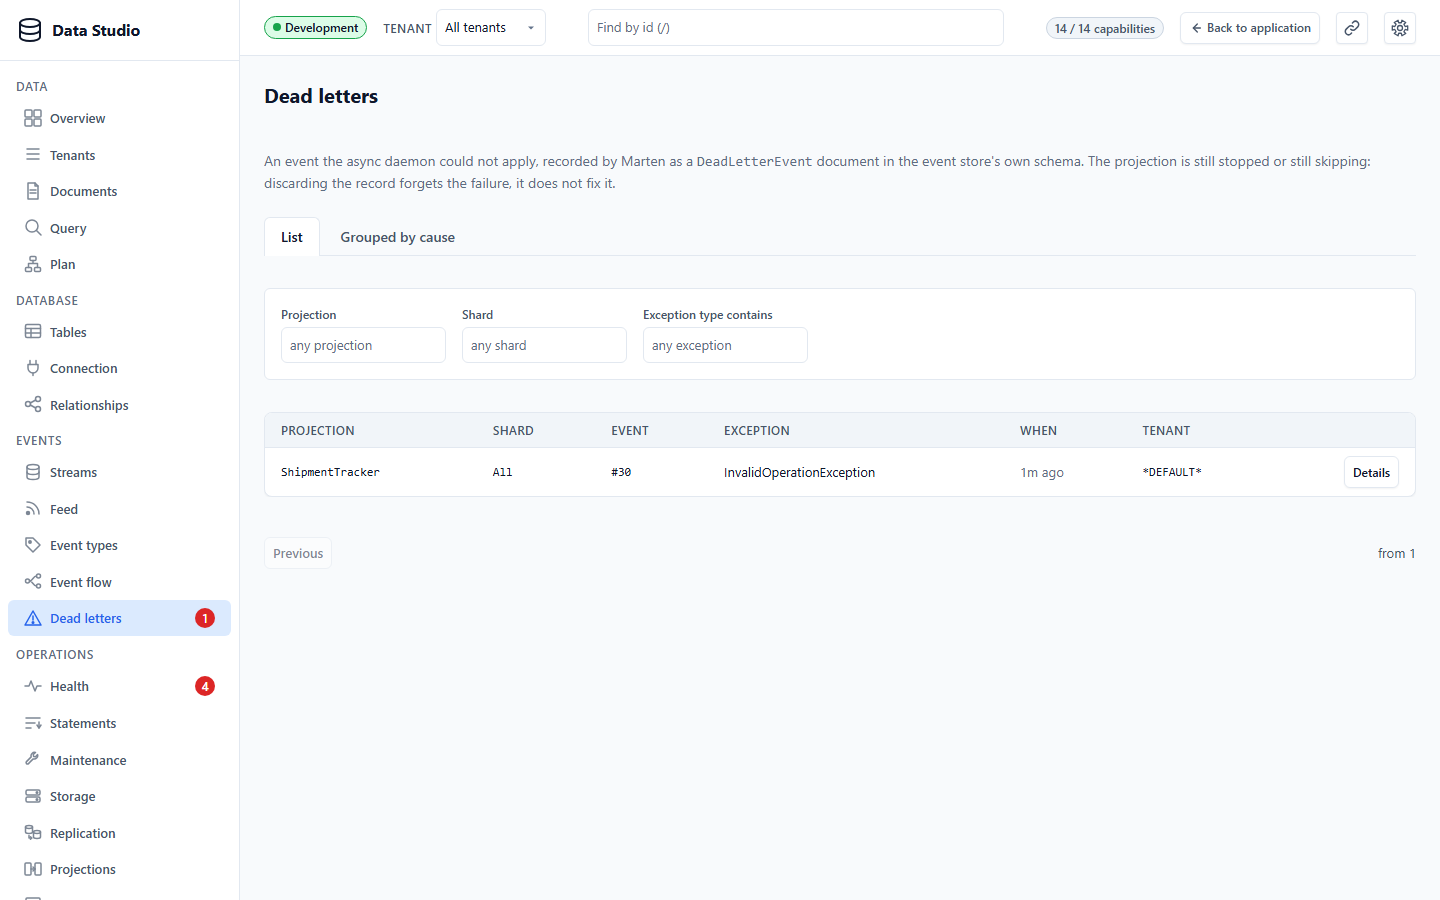 Data Studio
Development
TENANT
All tenants
Find by id (/)
14 / 14 capabilities
Back to application
DATA
Overview
Tenants
Documents
Query
Plan
DATABASE
Tables
Connection
Relationships
EVENTS
Streams
Feed
Event types
Event flow
Dead letters
1
OPERATIONS
Health
4
Statements
Maintenance
Storage
Replication
Projections
Dead letters
An event the async daemon could not apply, recorded by Marten as a DeadLetterEvent document in the event store's own schema. The projection is still stopped or still skipping:
discarding the record forgets the failure, it does not fix it.
List
Grouped by cause
Projection
Shard
Exception type contains
any projection
any shard
any exception
PROJECTION
SHARD
EVENT
EXCEPTION
WHEN
TENANT
ShipmentTracker
All
#30
InvalidOperationException
1m ago
*DEFAULT*
Details
Previous
from 1